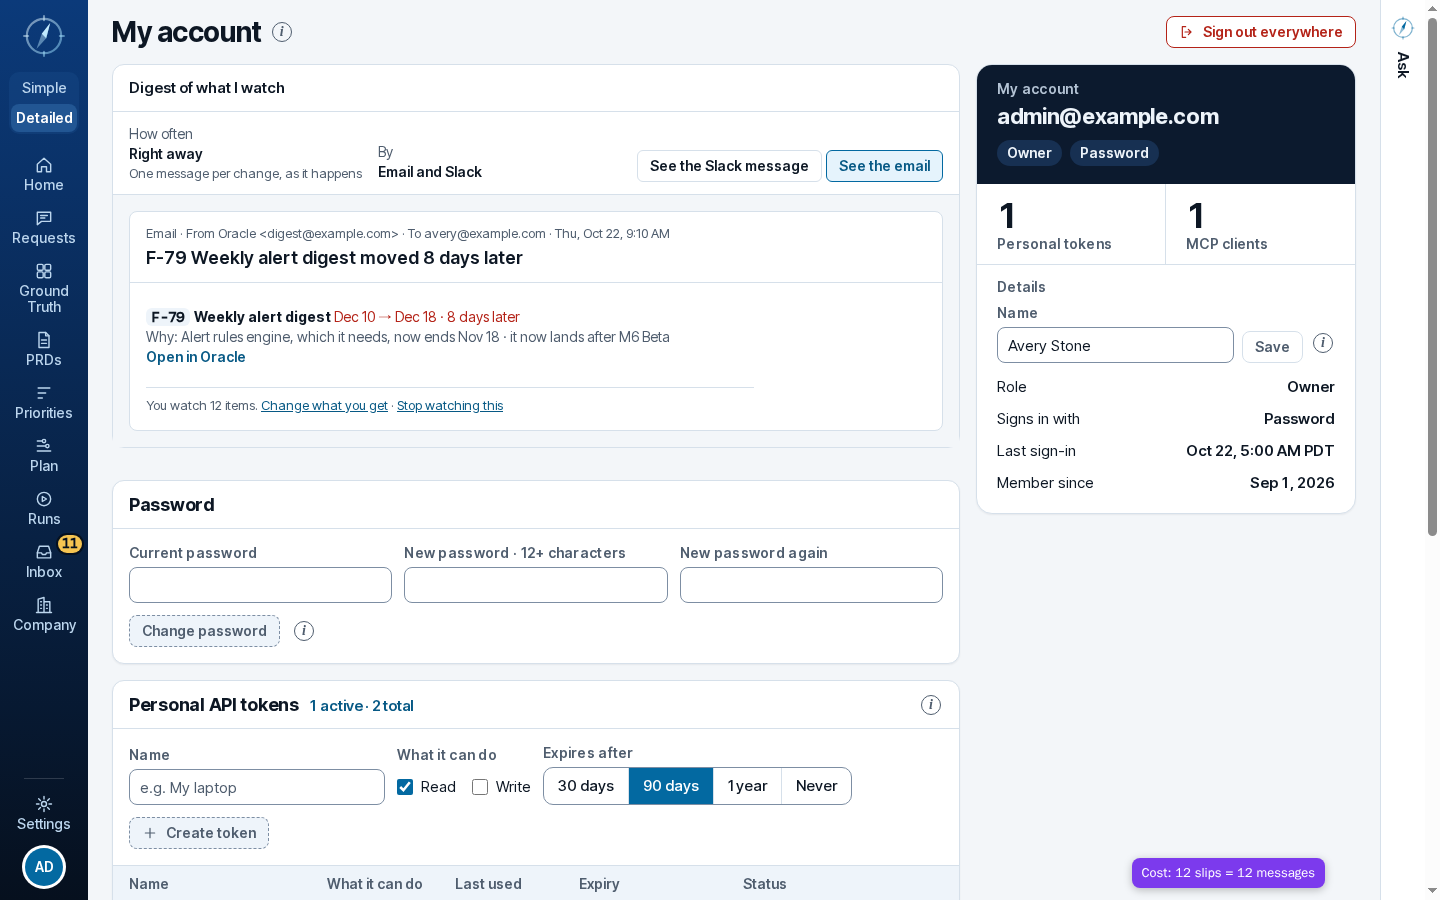 Simple
Detailed
Home
Requests
Ground
Truth
PRDs
Priorities
Plan
Runs
11
Inbox
Company
Settings
AD
My account i
Sign out everywhere
Digest of what I watch
How often
Right away
One message per change, as it happens
By
Email and Slack
See the Slack message
See the email
Email · From Oracle <digest@example.com> · To avery@example.com · Thu, Oct 22, 9:10 AM
F-79 Weekly alert digest moved 8 days later
F-79 Weekly alert digest Dec 10 → Dec 18 · 8 days later
Why: Alert rules engine, which it needs, now ends Nov 18 · it now lands after M6 Beta
Open in Oracle
You watch 12 items. Change what you get · Stop watching this
Password
Current password
New password · 12+ characters
New password again
Change password i
Personal API tokens 1 active · 2 total i
Name
e.g. My laptop
What it can do
Read
Write
Expires after
30 days
90 days
1 year
Never
+ Create token
Name What it can do Last used Expiry Status
My account
admin@example.com
Owner Password
1
Personal tokens
1
MCP clients
Details
Name
Avery Stone
Save
i
Role Owner
Signs in with Password
Last sign-in Oct 22, 5:00 AM PDT
Member since Sep 1, 2026
Cost: 12 slips = 12 messages
Ask